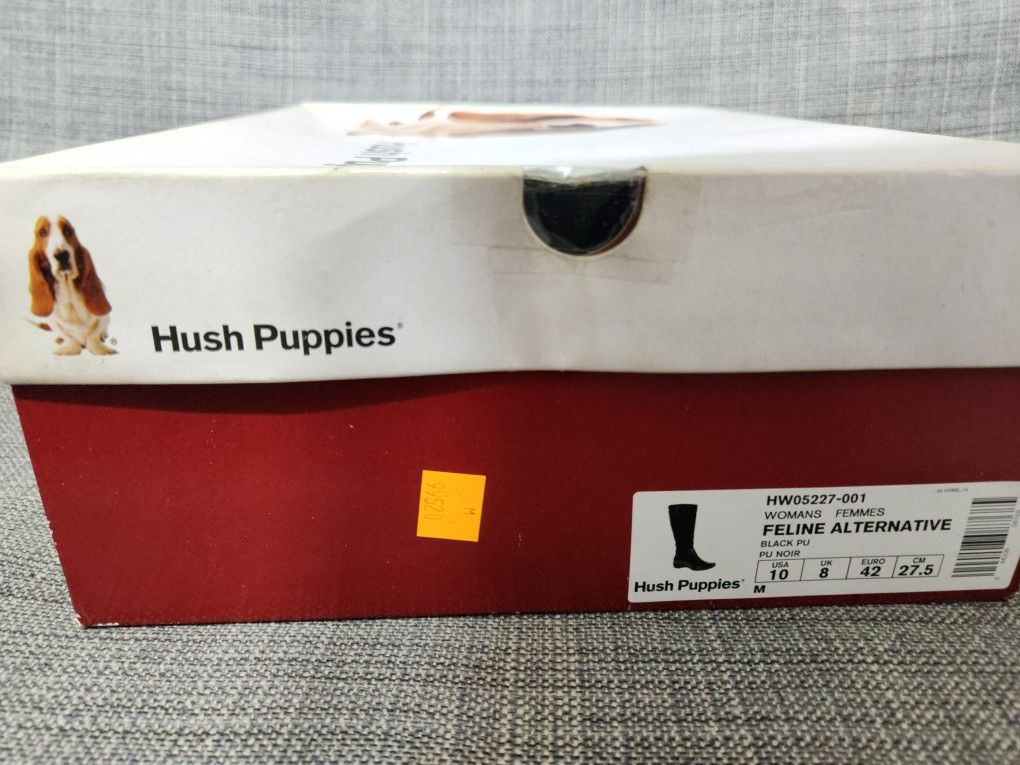 Hush Puppies®
M
99520
HW05227-001
WOMANS FEMMES
FELINE ALTERNATIVE
BLACK PU
PU NOIR
USA UK EURO CM
10 8 42 27.5
Hush Puppies® M